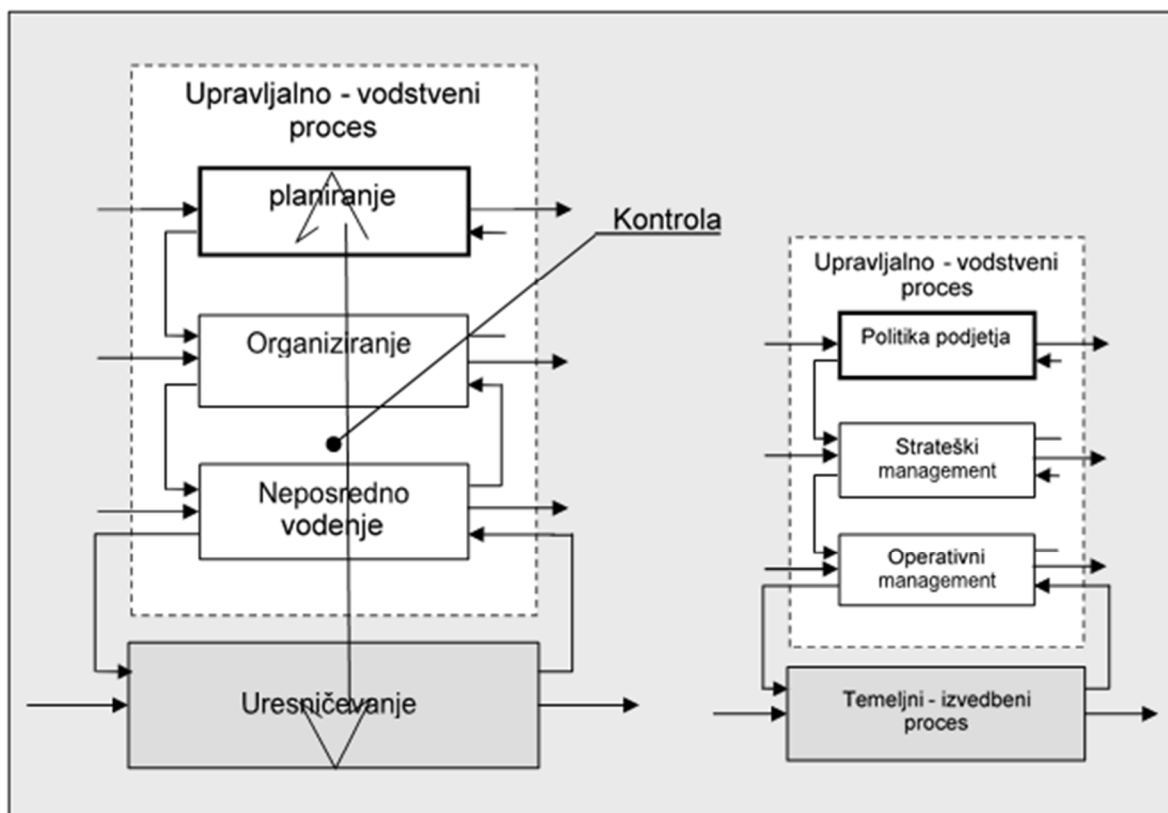 Upravljalno - vodstveni
proces
planiranje
Kontrola
Organiziranje
Neposredno
vodenje
Uresničevanje
Upravljalno - vodstveni
proces
Politika podjetja
Strateški
management
Operativni
management
Temeljni - izvedbeni
proces